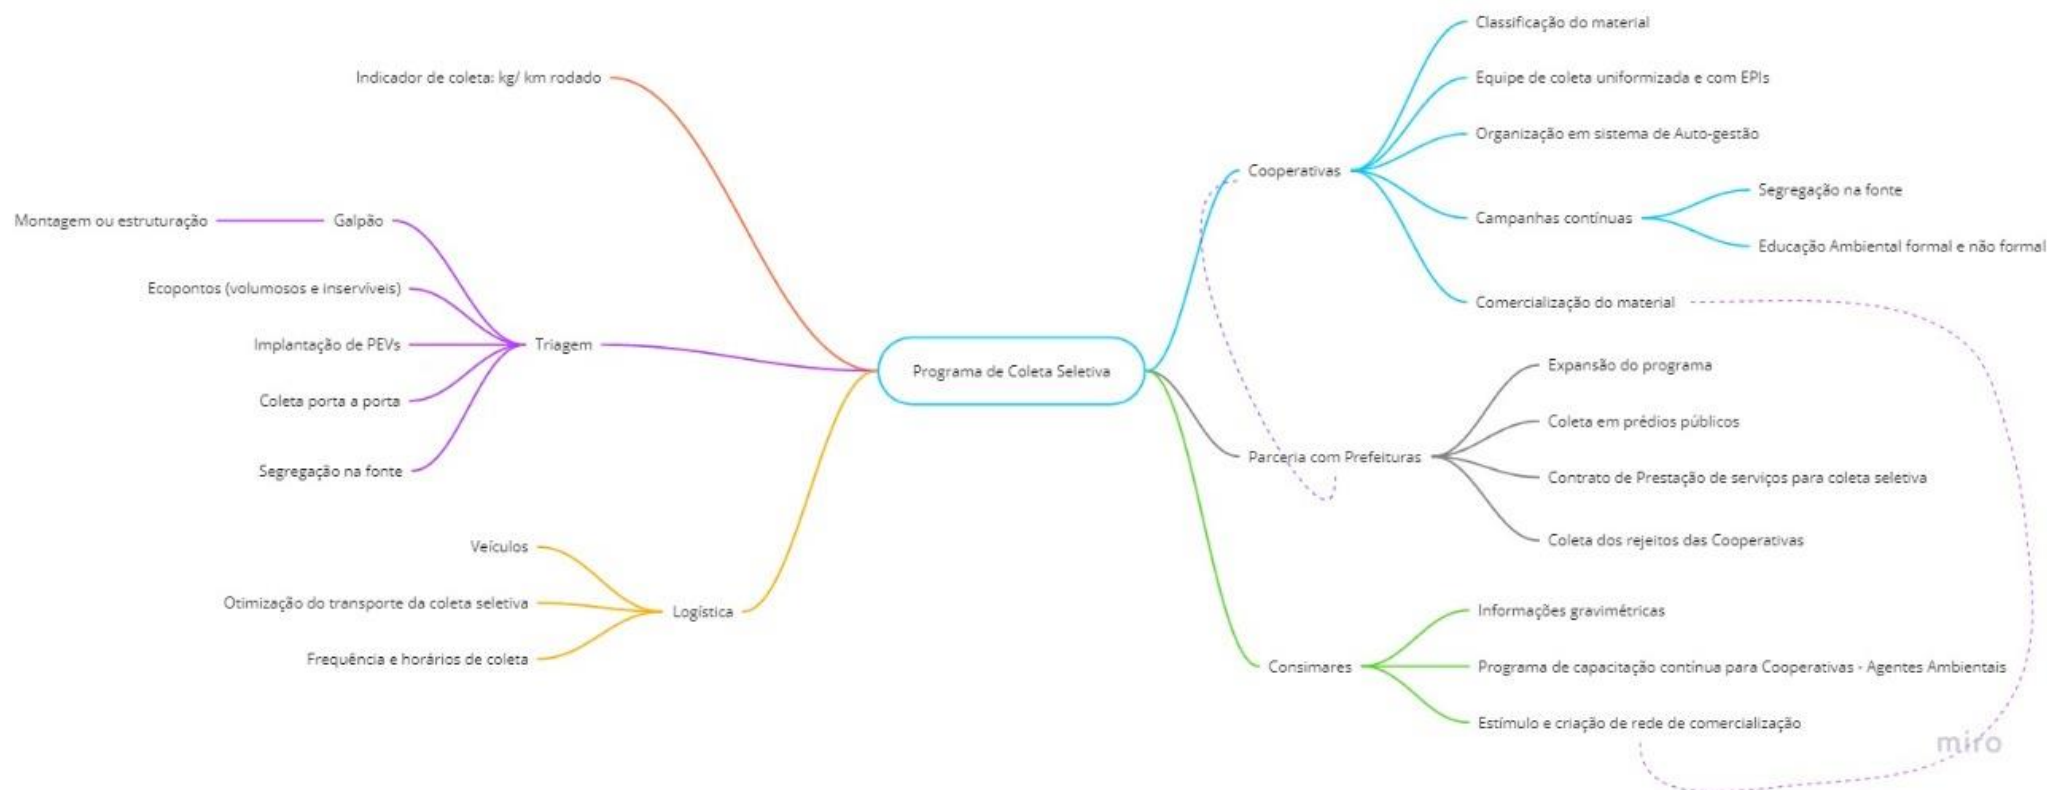 Indicador de coleta: kg/ km rodado
Montagem ou estruturação
Galpão
Ecopontos (volumosos e inservíveis)
Implantação de PEVs
Coleta porta a porta
Segregação na fonte
Triagem
Veículos
Otimização do transporte da coleta seletiva
Frequência e horários de coleta
Logística
Programa de Coleta Seletiva
Cooperativas
Classificação do material
Equipe de coleta uniformizada e com EPIs
Organização em sistema de Auto-gestão
Campanhas contínuas
Segregação na fonte
Educação Ambiental formal e não formal
Comercialização do material
Parceria com Prefeituras
Expansão do programa
Coleta em prédios públicos
Contrato de Prestação de serviços para coleta seletiva
Coleta dos rejeitos das Cooperativas
Consimares
Informações gravimétricas
Programa de capacitação contínua para Cooperativas - Agentes Ambientais
Estímulo e criação de rede de comercialização
miro